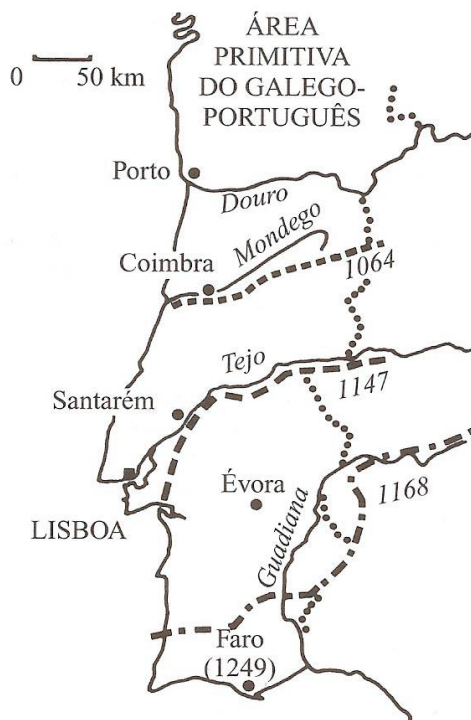 ÁREA
PRIMITIVA
DO GALEGO-
PORTUGUÊS
0 50 km
Porto
Douro
Mondego
Coimbra
1064
Tejo
1147
Santarém
Évora
1168
LISBOA
Guadiana
Faro
(1249)